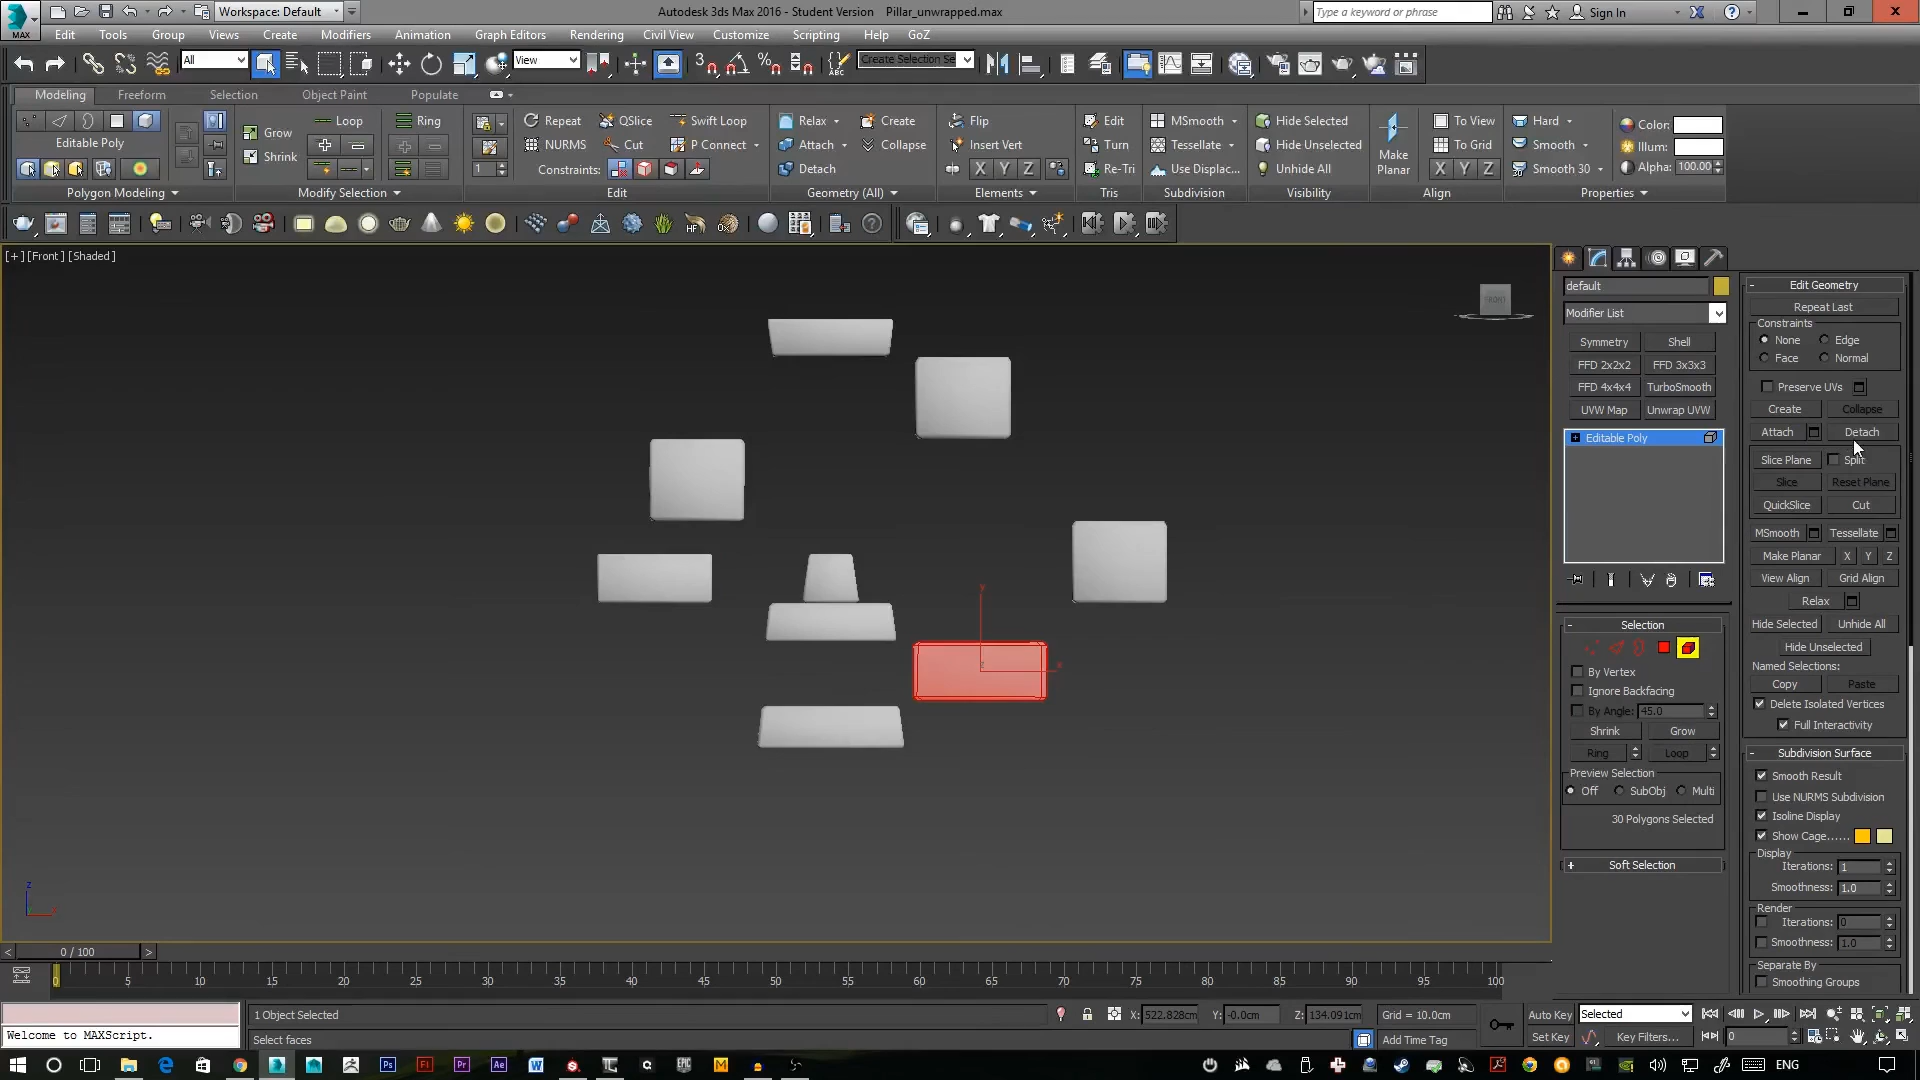 MAX
Workspace: Default
Autodesk 3ds Max 2016 - Student Version    Pillar_unwrapped.max
Type a keyword or phrase
Sign In
Edit Tools Group Views Create Modifiers Animation Graph Editors Rendering Civil View Customize Scripting Help GoZ
All
View
Create Selection Se
Modeling Freeform Selection Object Paint Populate
Loop Ring Repeat QSlice Swift Loop Relax Create Flip Edit MSmooth Hide Selected To View Hard Color:
Editable Poly
Grow NURMS Cut P Connect Attach Collapse Insert Vert Turn Tessellate Hide Unselected To Grid Smooth Illum:
Shrink Constraints: Detach X Y Z Re-Tri Use Displac... Unhide All Make Planar X Y Z Smooth 30 Alpha: 100.00
1
Polygon Modeling Modify Selection Edit Geometry (All) Elements Tris Subdivision Visibility Align Properties
HF
[+] [Front] [Shaded]
FRONT
default
Modifier List
Symmetry Shell
FFD 2x2x2 FFD 3x3x3
FFD 4x4x4 TurboSmooth
UVW Map Unwrap UVW
Editable Poly
Selection
By Vertex
Ignore Backfacing
By Angle: 45.0
Shrink Grow
Ring Loop
Preview Selection
Off SubObj Multi
30 Polygons Selected
Soft Selection
Edit Geometry
Repeat Last
Constraints
None Edge
Face Normal
Preserve UVs
Create Collapse
Attach Detach
Slice Plane Split
Slice Reset Plane
QuickSlice Cut
MSmooth Tessellate
Make Planar X Y Z
View Align Grid Align
Relax
Hide Selected Unhide All
Hide Unselected
Named Selections:
Copy Paste
Delete Isolated Vertices
Full Interactivity
Subdivision Surface
Smooth Result
Use NURMS Subdivision
Isoline Display
Show Cage......
Display
Iterations: 1
Smoothness: 1.0
Render
Iterations: 0
Smoothness: 1.0
Separate By
Smoothing Groups
0 / 100
0 5 10 15 20 25 30 35 40 45 50 55 60 65 70 75 80 85 90 95 100
1 Object Selected
X: 522.828cm Y: -0.0cm Z: 134.091cm Grid = 10.0cm
Auto Key Selected
Welcome to MAXScript.
Select faces
Add Time Tag
Set Key Key Filters... 0
ENG